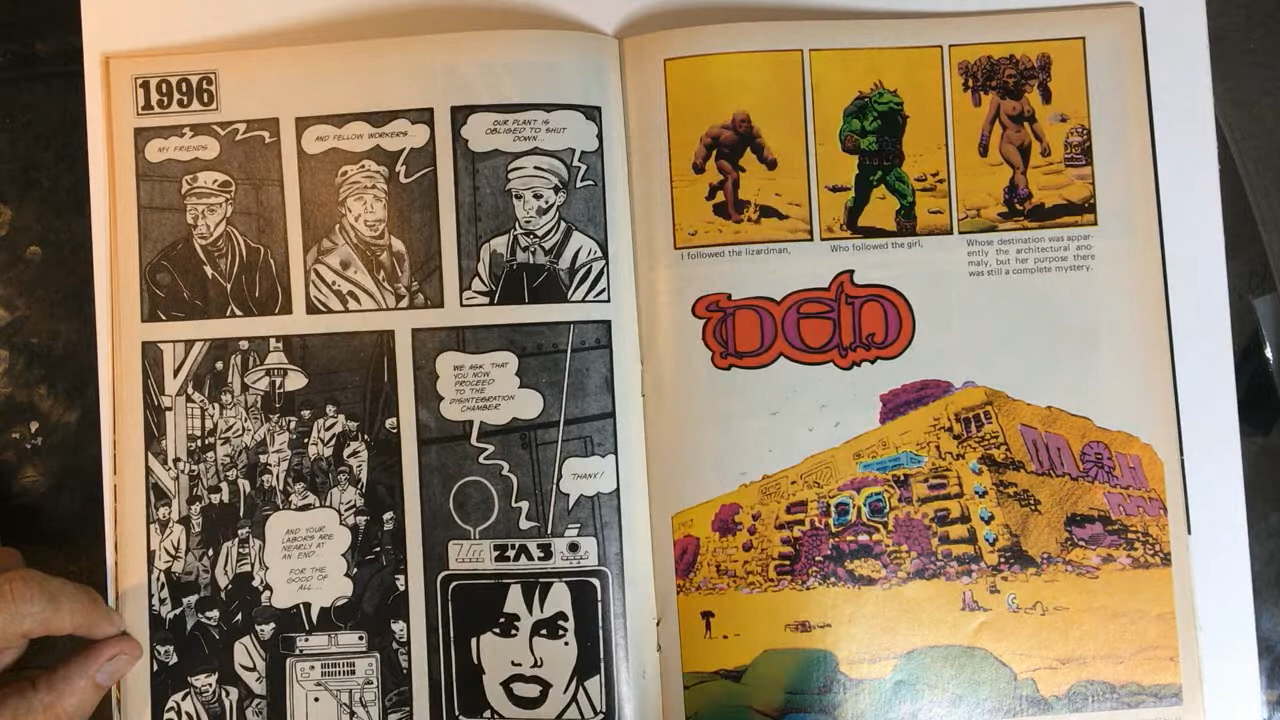 1996
MY FRIENDS...
AND FELLOW WORKERS...
OUR PLANT IS
OBLIGED TO SHUT
DOWN...
AND YOUR
LABORS ARE
NEARLY AT
AN END...
FOR THE
GOOD OF
ALL...
WE ASK THAT
YOU NOW
PROCEED
TO THE
DISINTEGRATION
CHAMBER
THANX!
I followed the lizardman,
Who followed the girl,
Whose destination was appar-
ently the architectural ano-
maly, but her purpose there
was still a complete mystery.
DEN